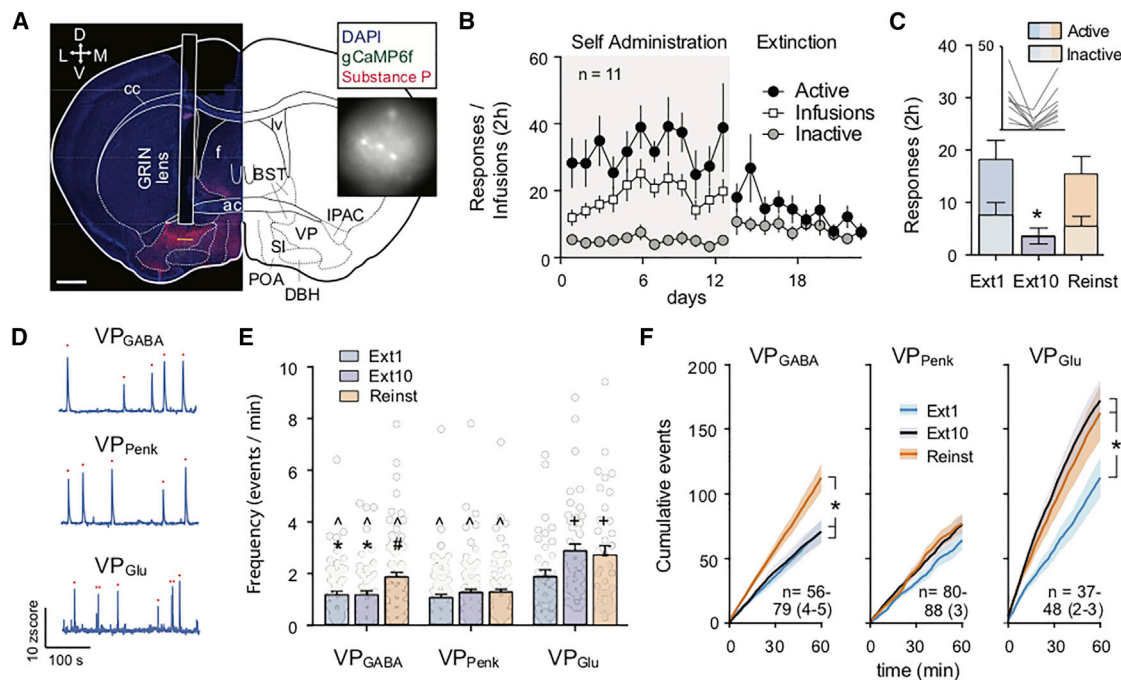 A
D
L M
V
DAPI
gCaMP6f
Substance P
cc
lv
GRIN lens
f
BST
ac
IPAC
VP
SI
POA
DBH
B
Self Administration Extinction
n = 11
Active
Infusions
Inactive
Responses /
Infusions (2h)
60
40
20
0
0 6 12 18
days
C
Active
Inactive
50
Responses (2h)
40
30
20
10
0
*
Ext1 Ext10 Reinst
D
VPGABA
VPPenk
VPGlu
10 zscore
100 s
E
Ext1
Ext10
Reinst
Frequency (events / min)
10
8
6
4
2
0
^ ^ ^ ^ ^ ^ + +
* * #
VPGABA VPPenk VPGlu
F
VPGABA VPPenk VPGlu
Cumulative events
200
150
100
50
0
Ext1
Ext10
Reinst
*
*
n= 56-
79 (4-5)
n= 80-
88 (3)
n = 37-
48 (2-3)
0 30 60 0 30 60 0 30 60
time (min)